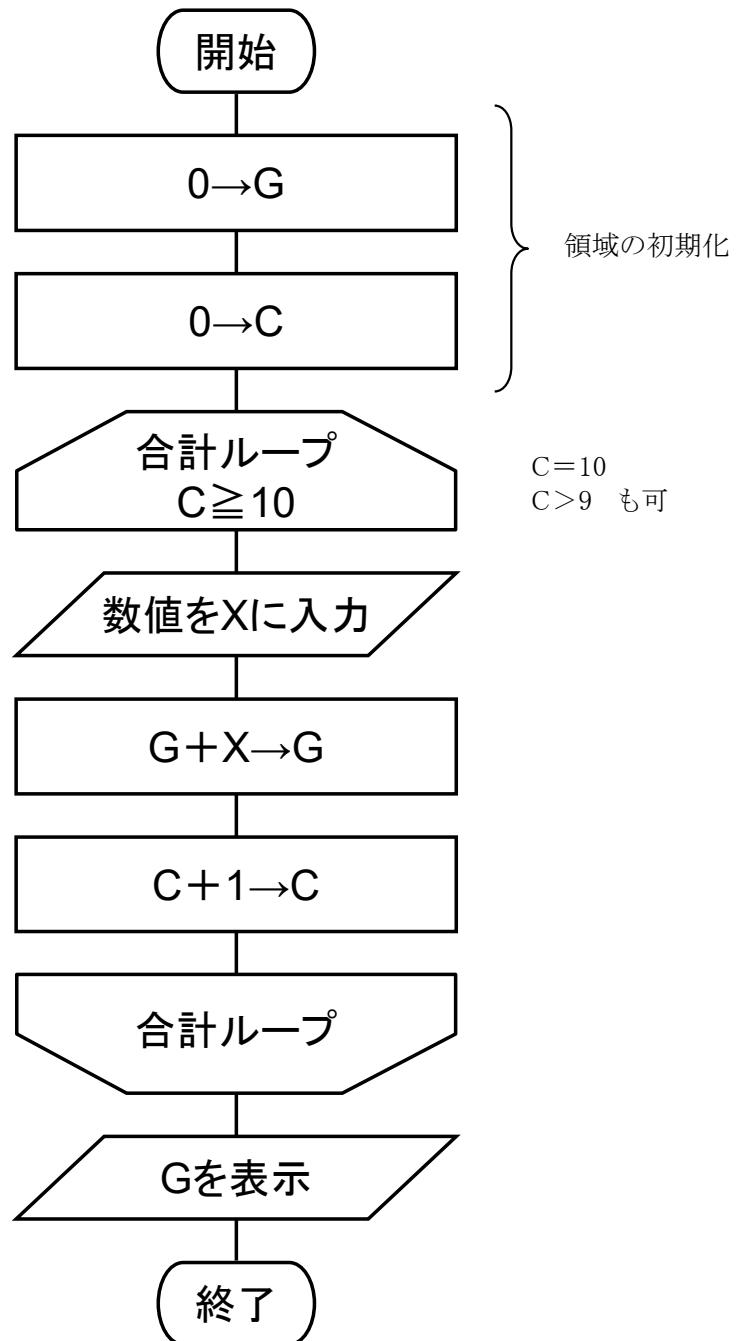 開始
0→G
領域の初期化
0→C
合計ループ
C≧10
C=10
C>9 も可
数値をXに入力
G+X→G
C+1→C
合計ループ
Gを表示
終了